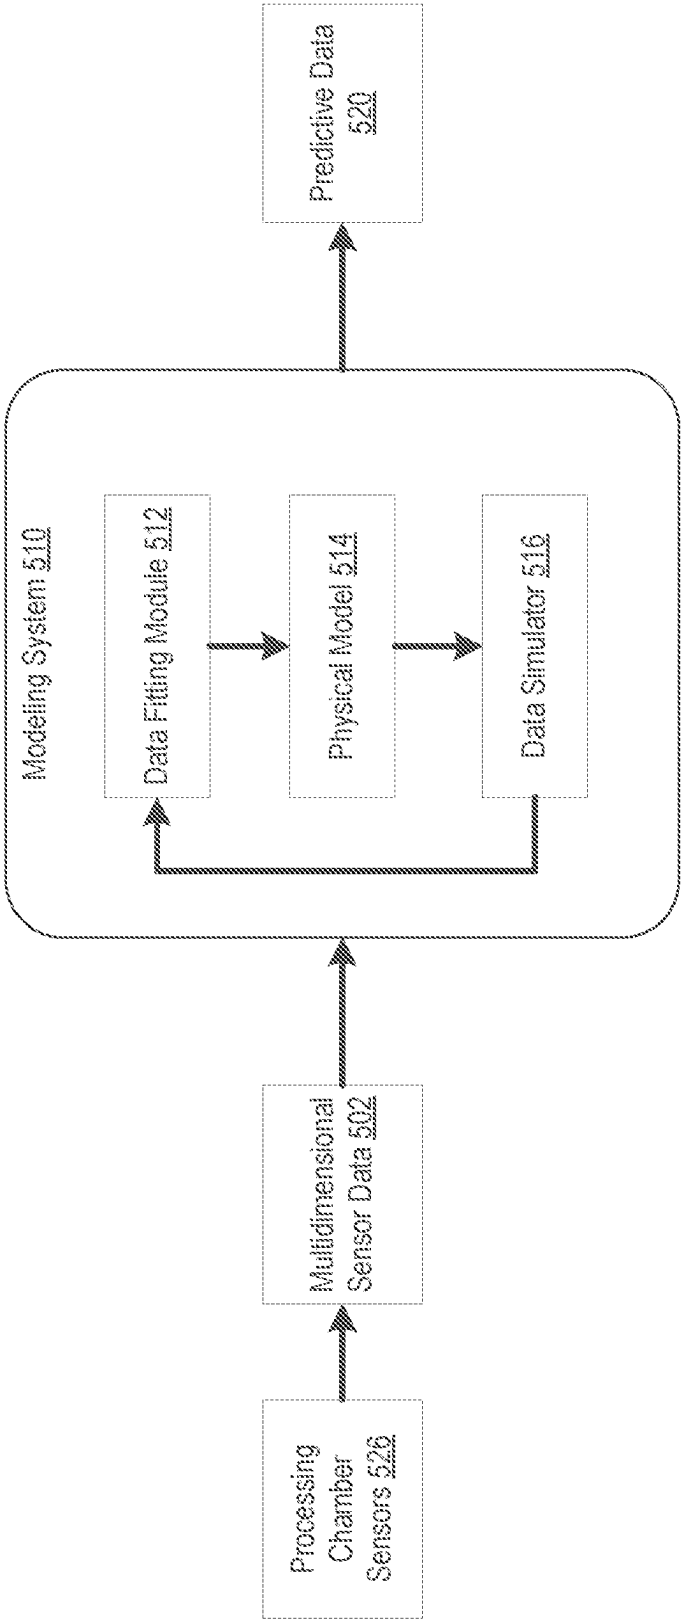 Processing
Chamber
Sensors 526
Multidimensional
Sensor Data 502
Modeling System 510
Data Fitting Module 512
Physical Model 514
Data Simulator 516
Predictive Data
520